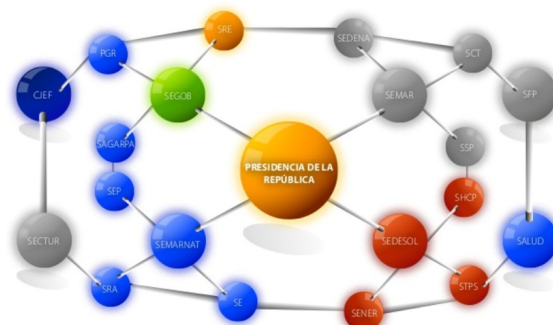 SRE
SEDENA
PGR
SCT
CJEF
SEGOB
SEMAR
SFP
SAGARPA
SSP
PRESIDENCIA DE LA
REPÚBLICA
SEP
SHCP
SECTUR
SEMARNAT
SEDESOL
SALUD
SRA
SE
STPS
SENER